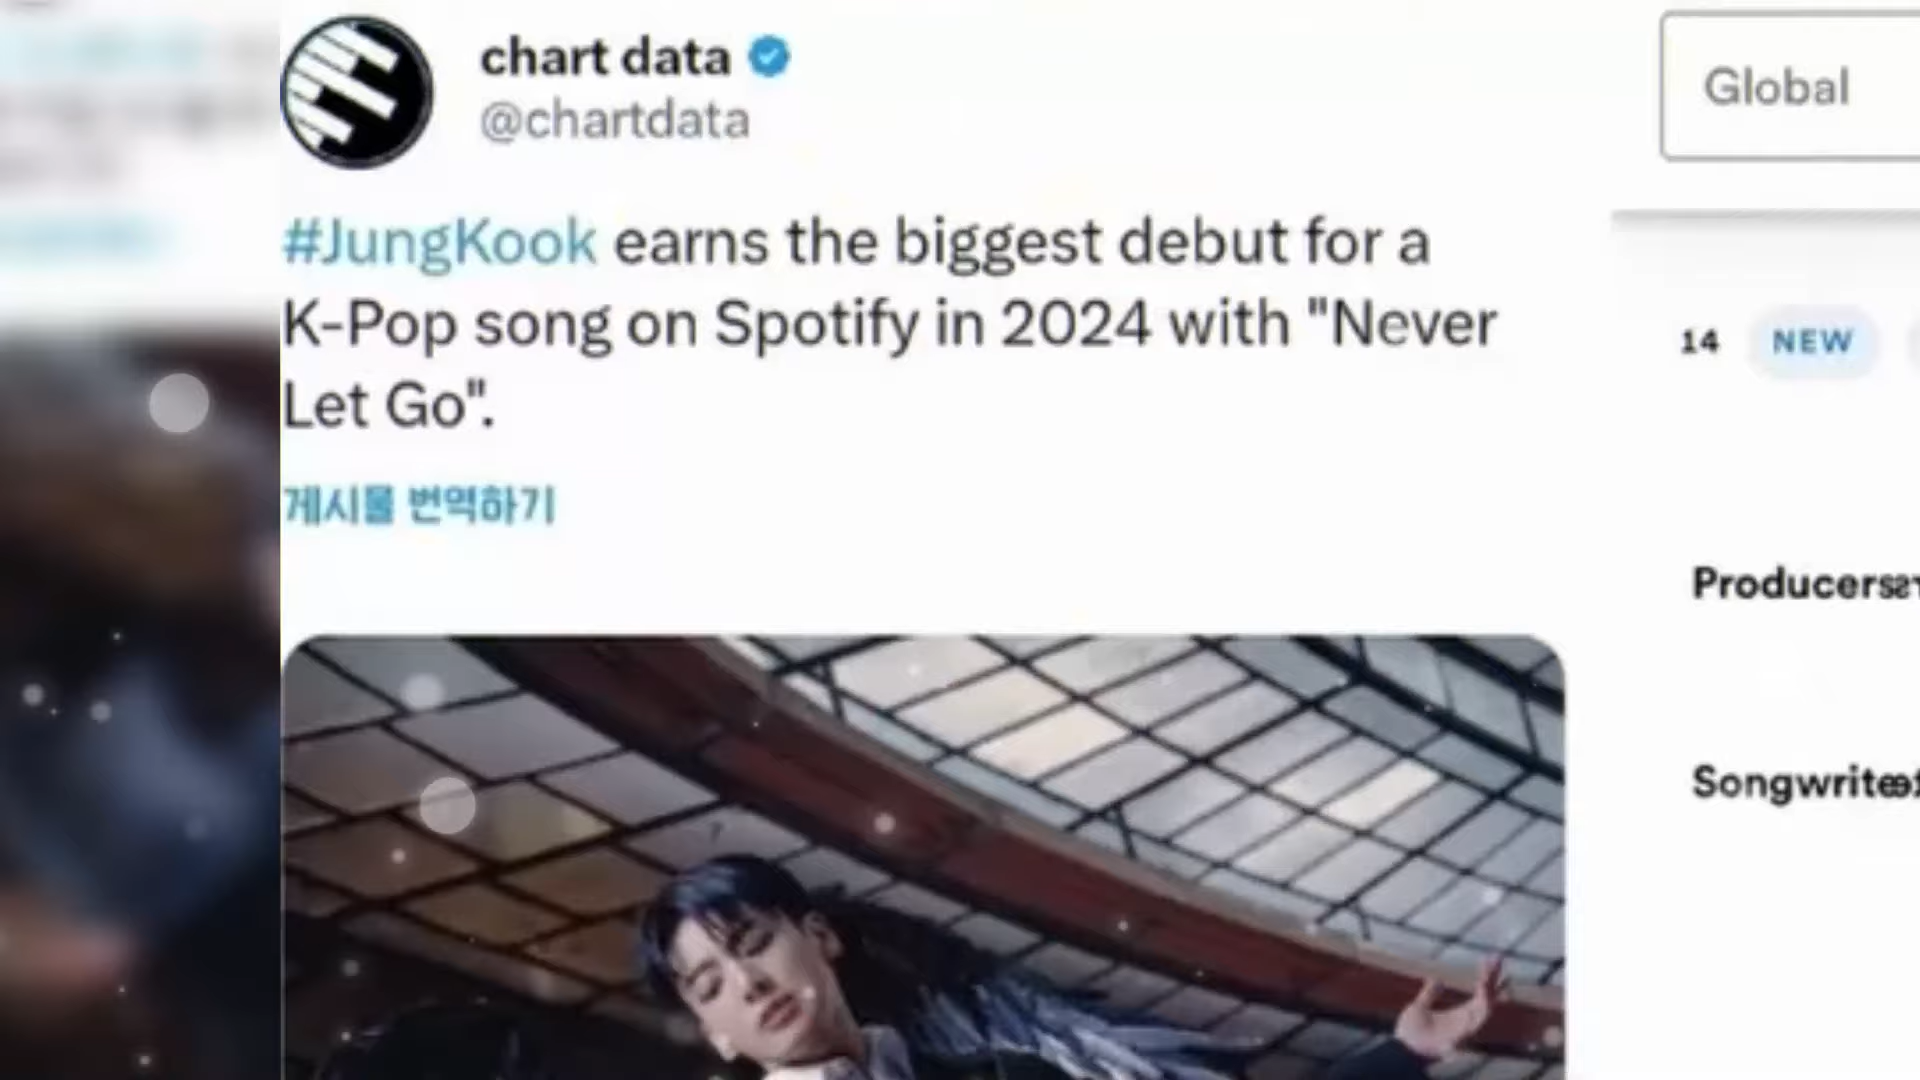 chart data
@chartdata
#JungKook earns the biggest debut for a
K-Pop song on Spotify in 2024 with "Never
Let Go".
게시물 번역하기
Global
14 NEW